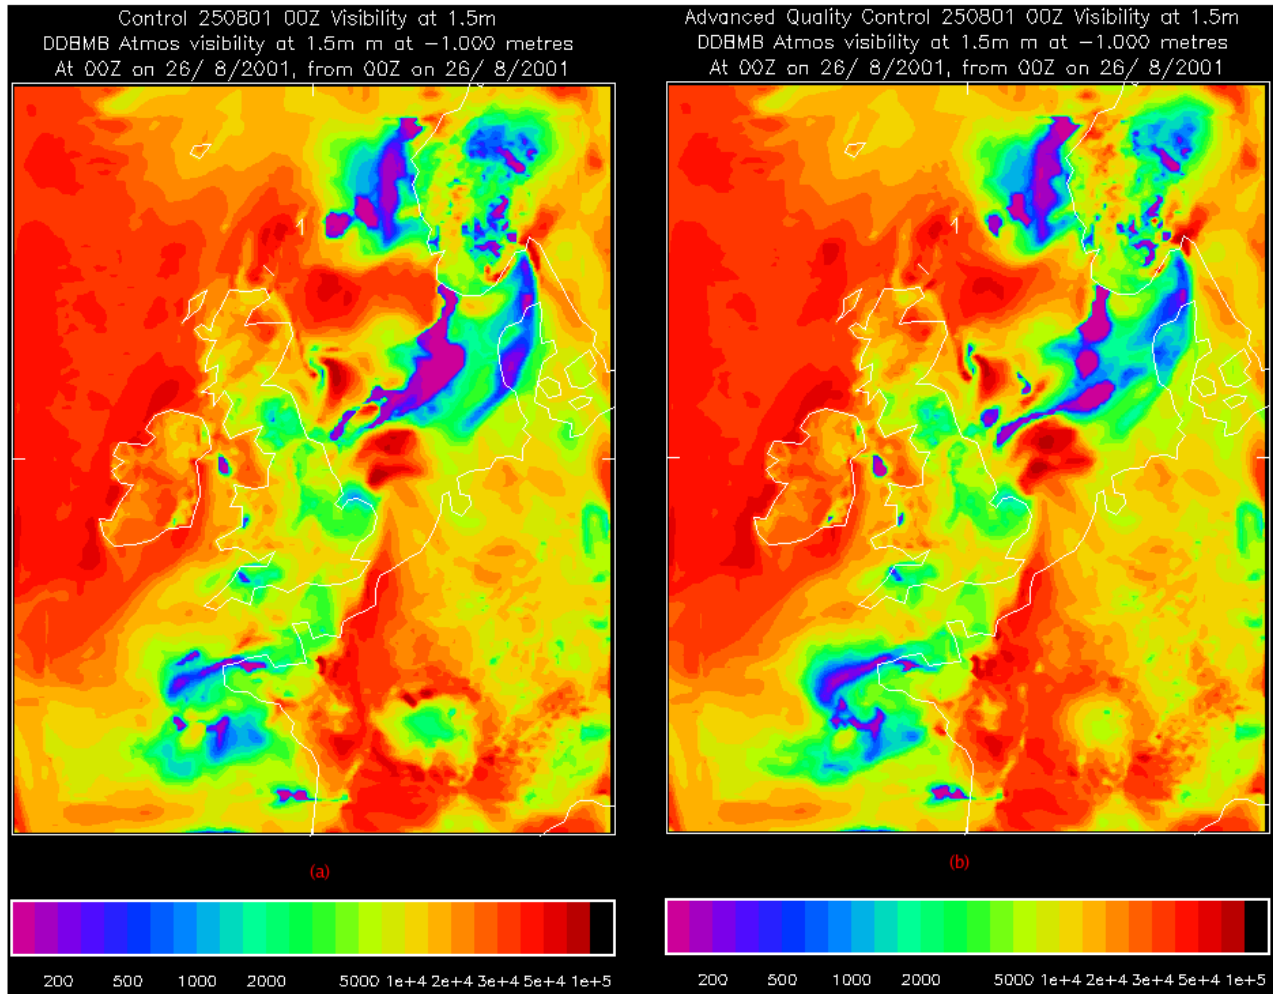 Control 250801 00Z Visibility at 1.5m
DDBMB Atmos visibility at 1.5m m at -1.000 metres
At 00Z on 26/ 8/2001, from 00Z on 26/ 8/2001
(a)
200 500 1000 2000 5000 1e+4 2e+4 3e+4 5e+4 1e+5
Advanced Quality Control 250801 00Z Visibility at 1.5m
DDBMB Atmos visibility at 1.5m m at -1.000 metres
At 00Z on 26/ 8/2001, from 00Z on 26/ 8/2001
(b)
200 500 1000 2000 5000 1e+4 2e+4 3e+4 5e+4 1e+5